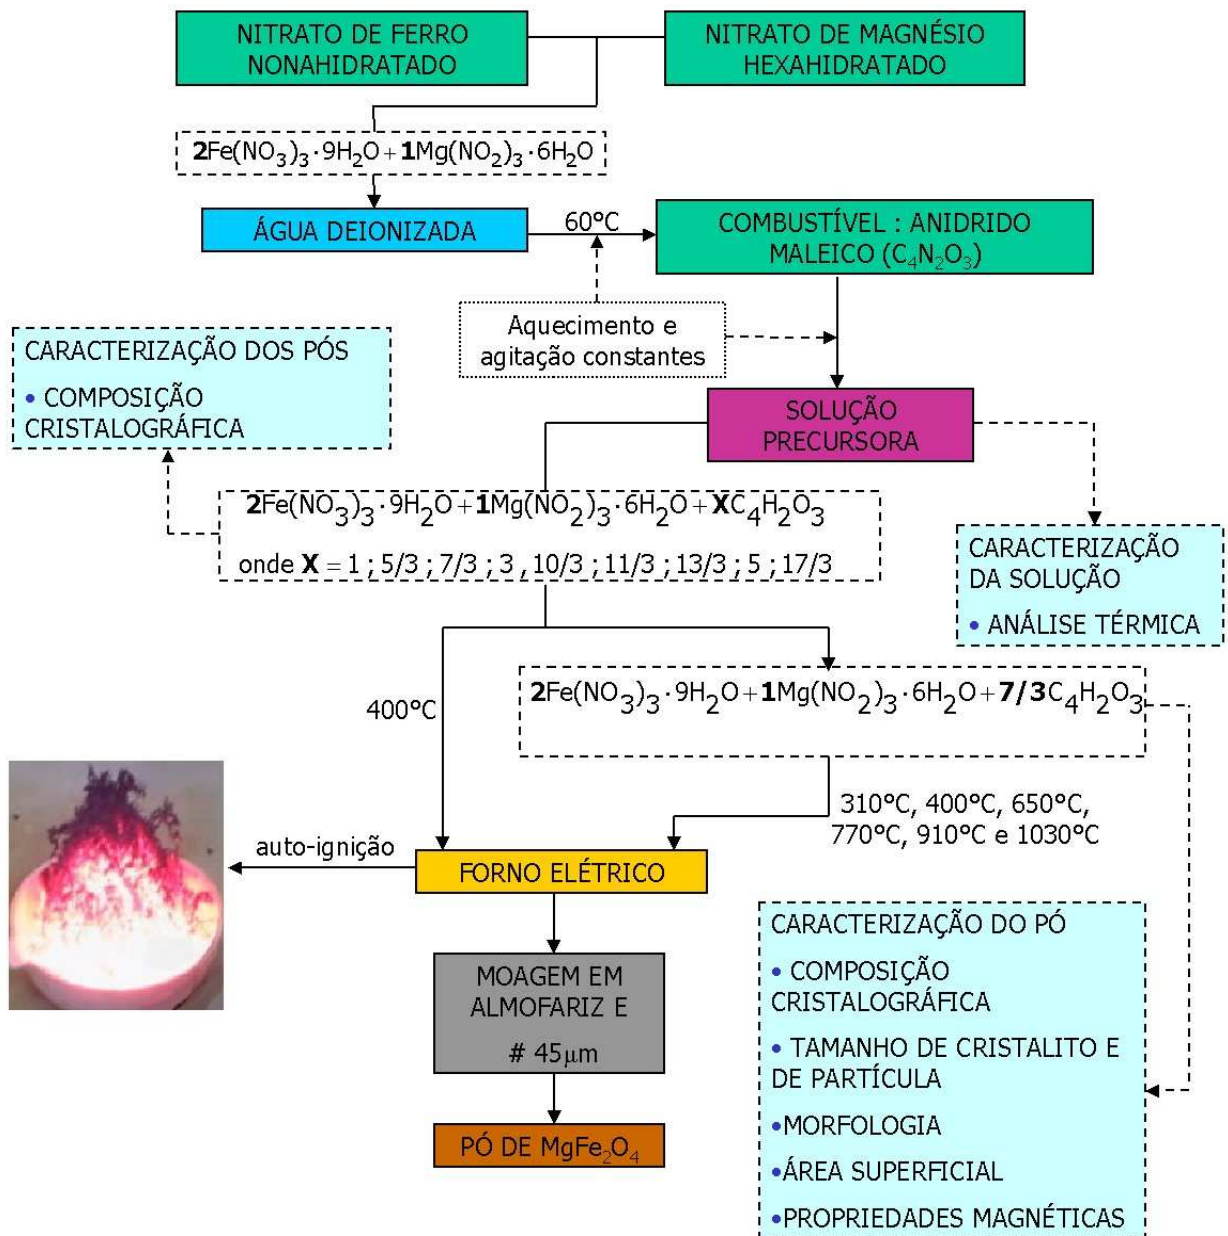 NITRATO DE FERRO
NONAHIDRATADO
NITRATO DE MAGNÉSIO
HEXAHIDRATADO
2Fe(NO₃)₃·9H₂O+1Mg(NO₂)₃·6H₂O
ÁGUA DEIONIZADA
60°C
COMBUSTÍVEL : ANIDRIDO
MALEICO (C₄N₂O₃)
Aquecimento e
agitação constantes
CARACTERIZAÇÃO DOS PÓS
• COMPOSIÇÃO
CRISTALOGRÁFICA
SOLUÇÃO
PRECURSORA
2Fe(NO₃)₃·9H₂O+1Mg(NO₂)₃·6H₂O+XC₄H₂O₃
onde X = 1 ; 5/3 ; 7/3 ; 3 , 10/3 ; 11/3 ; 13/3 ; 5 ; 17/3
CARACTERIZAÇÃO
DA SOLUÇÃO
• ANÁLISE TÉRMICA
400°C
2Fe(NO₃)₃·9H₂O+1Mg(NO₂)₃·6H₂O+7/3C₄H₂O₃
310°C, 400°C, 650°C,
770°C, 910°C e 1030°C
auto-ignição
FORNO ELÉTRICO
MOAGEM EM
ALMOFARIZ E
# 45μm
PÓ DE MgFe₂O₄
CARACTERIZAÇÃO DO PÓ
• COMPOSIÇÃO
CRISTALOGRÁFICA
• TAMANHO DE CRISTALITO E
DE PARTÍCULA
•MORFOLOGIA
•ÁREA SUPERFICIAL
•PROPRIEDADES MAGNÉTICAS